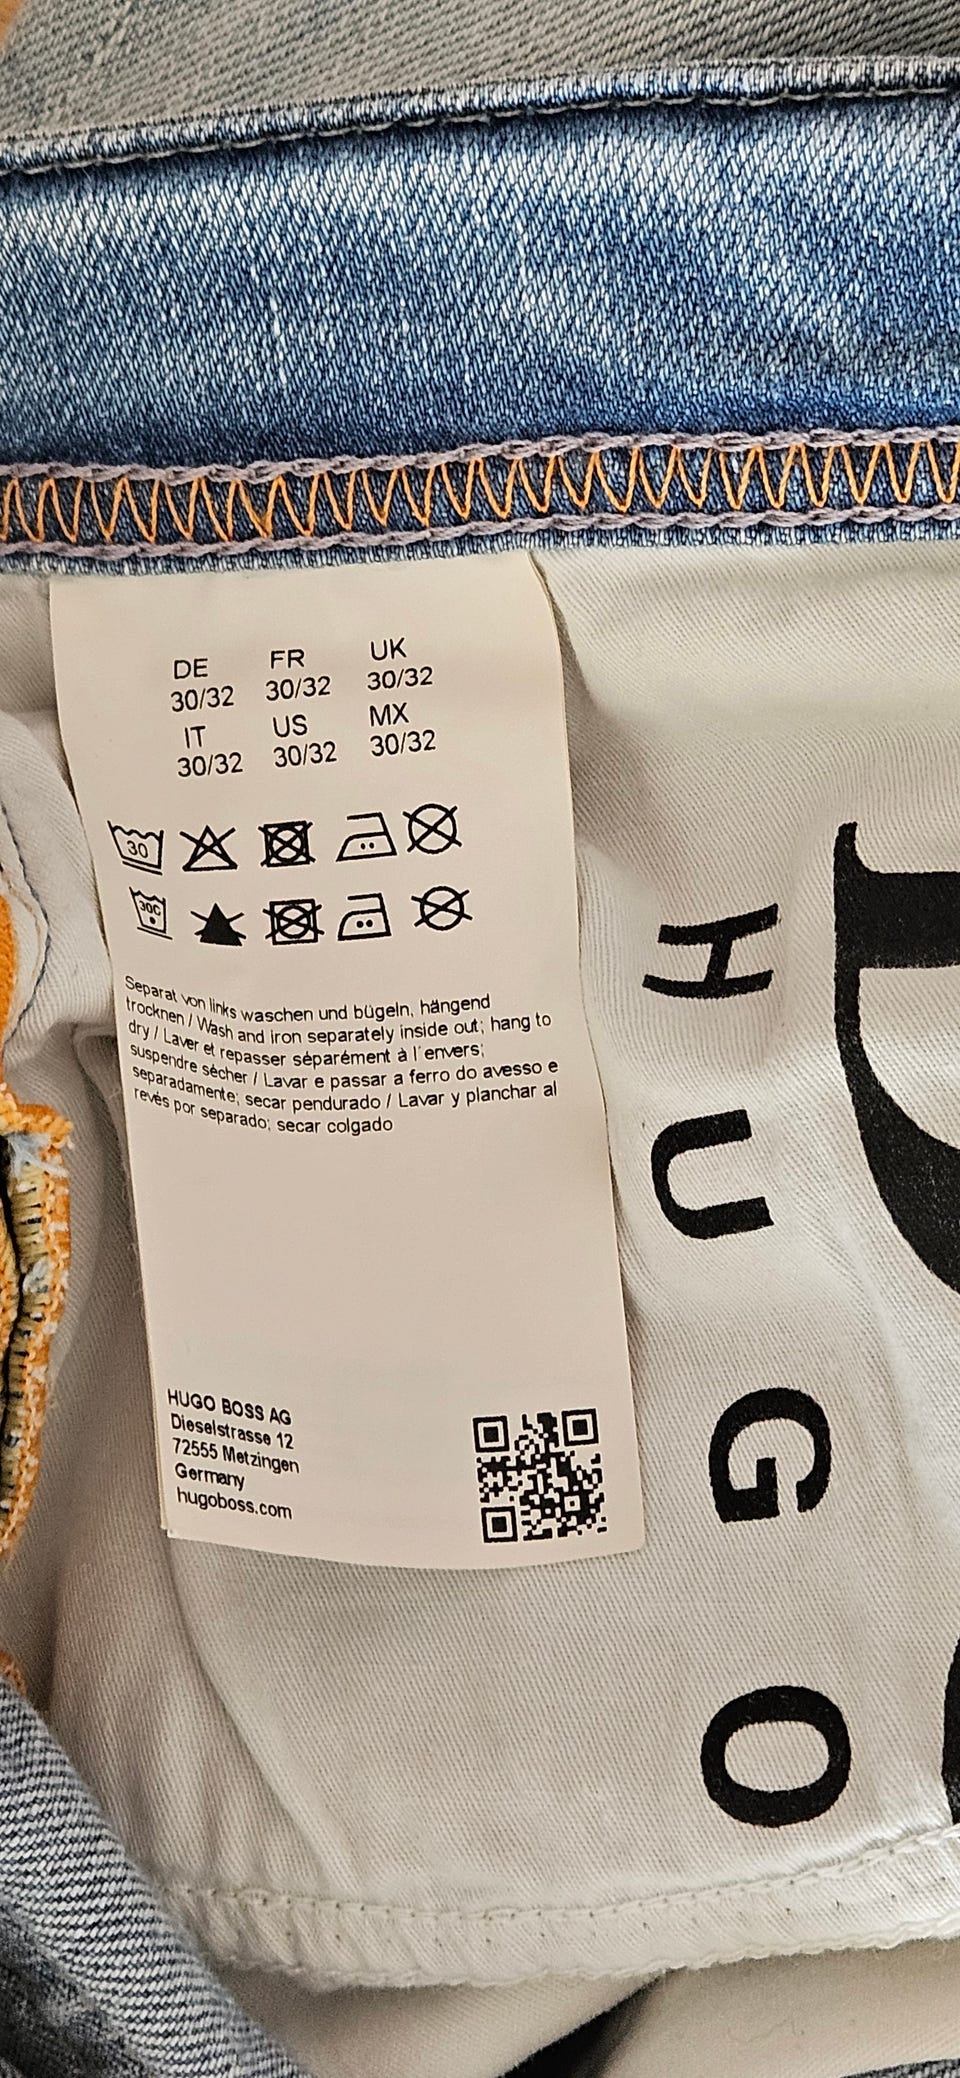 DE FR UK
30/32 30/32 30/32
IT US MX
30/32 30/32 30/32
30
30C
Separat von links waschen und bügeln, hängend
trocknen / Wash and iron separately inside out; hang to
dry / Laver et repasser séparément à l'envers;
suspendre sécher / Lavar e passar a ferro do avesso e
separadamente; secar pendurado / Lavar y planchar al
revés por separado; secar colgado
HUGO BOSS AG
Dieselstrasse 12
72555 Metzingen
Germany
hugoboss.com
HUGO